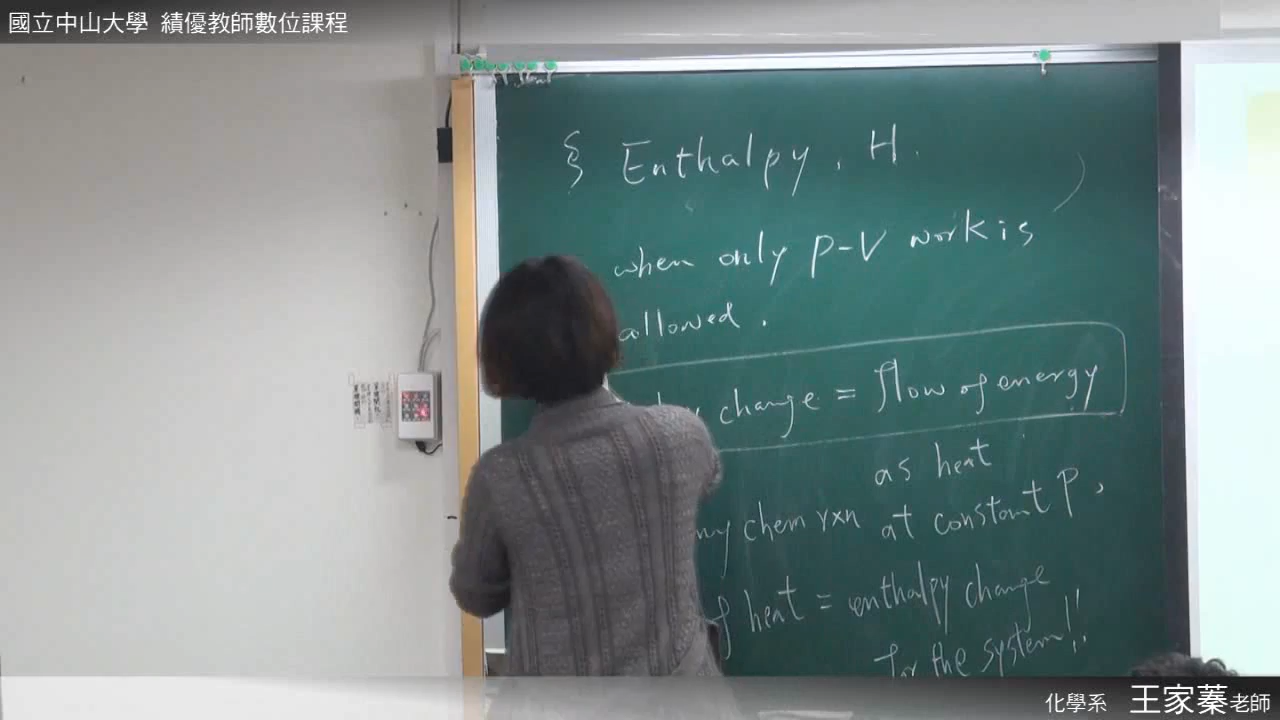 國立中山大學 績優教師數位課程
§ Enthalpy, H.
when only P-V work is
allowed.
change = flow of energy
as heat
chem rxn at constant P,
heat = enthalpy change
for the system!!
化學系 王家蓁老師